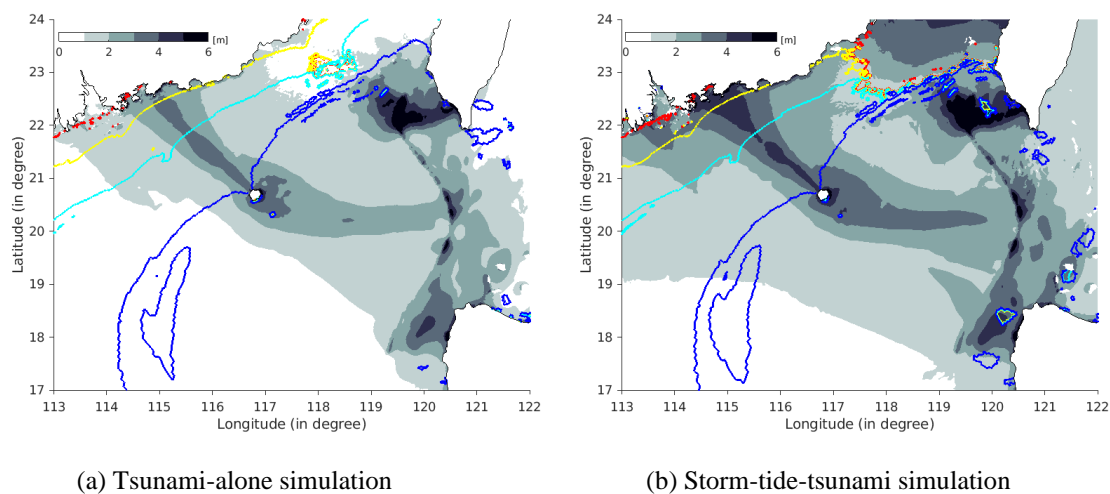 24
0 2 4 6 [m]
23
22
21
20
19
18
17
Latitude (in degree)
113 114 115 116 117 118 119 120 121 122
Longitude (in degree)
(a) Tsunami-alone simulation
24
0 2 4 6 [m]
23
22
21
20
19
18
17
Latitude (in degree)
113 114 115 116 117 118 119 120 121 122
Longitude (in degree)
(b) Storm-tide-tsunami simulation